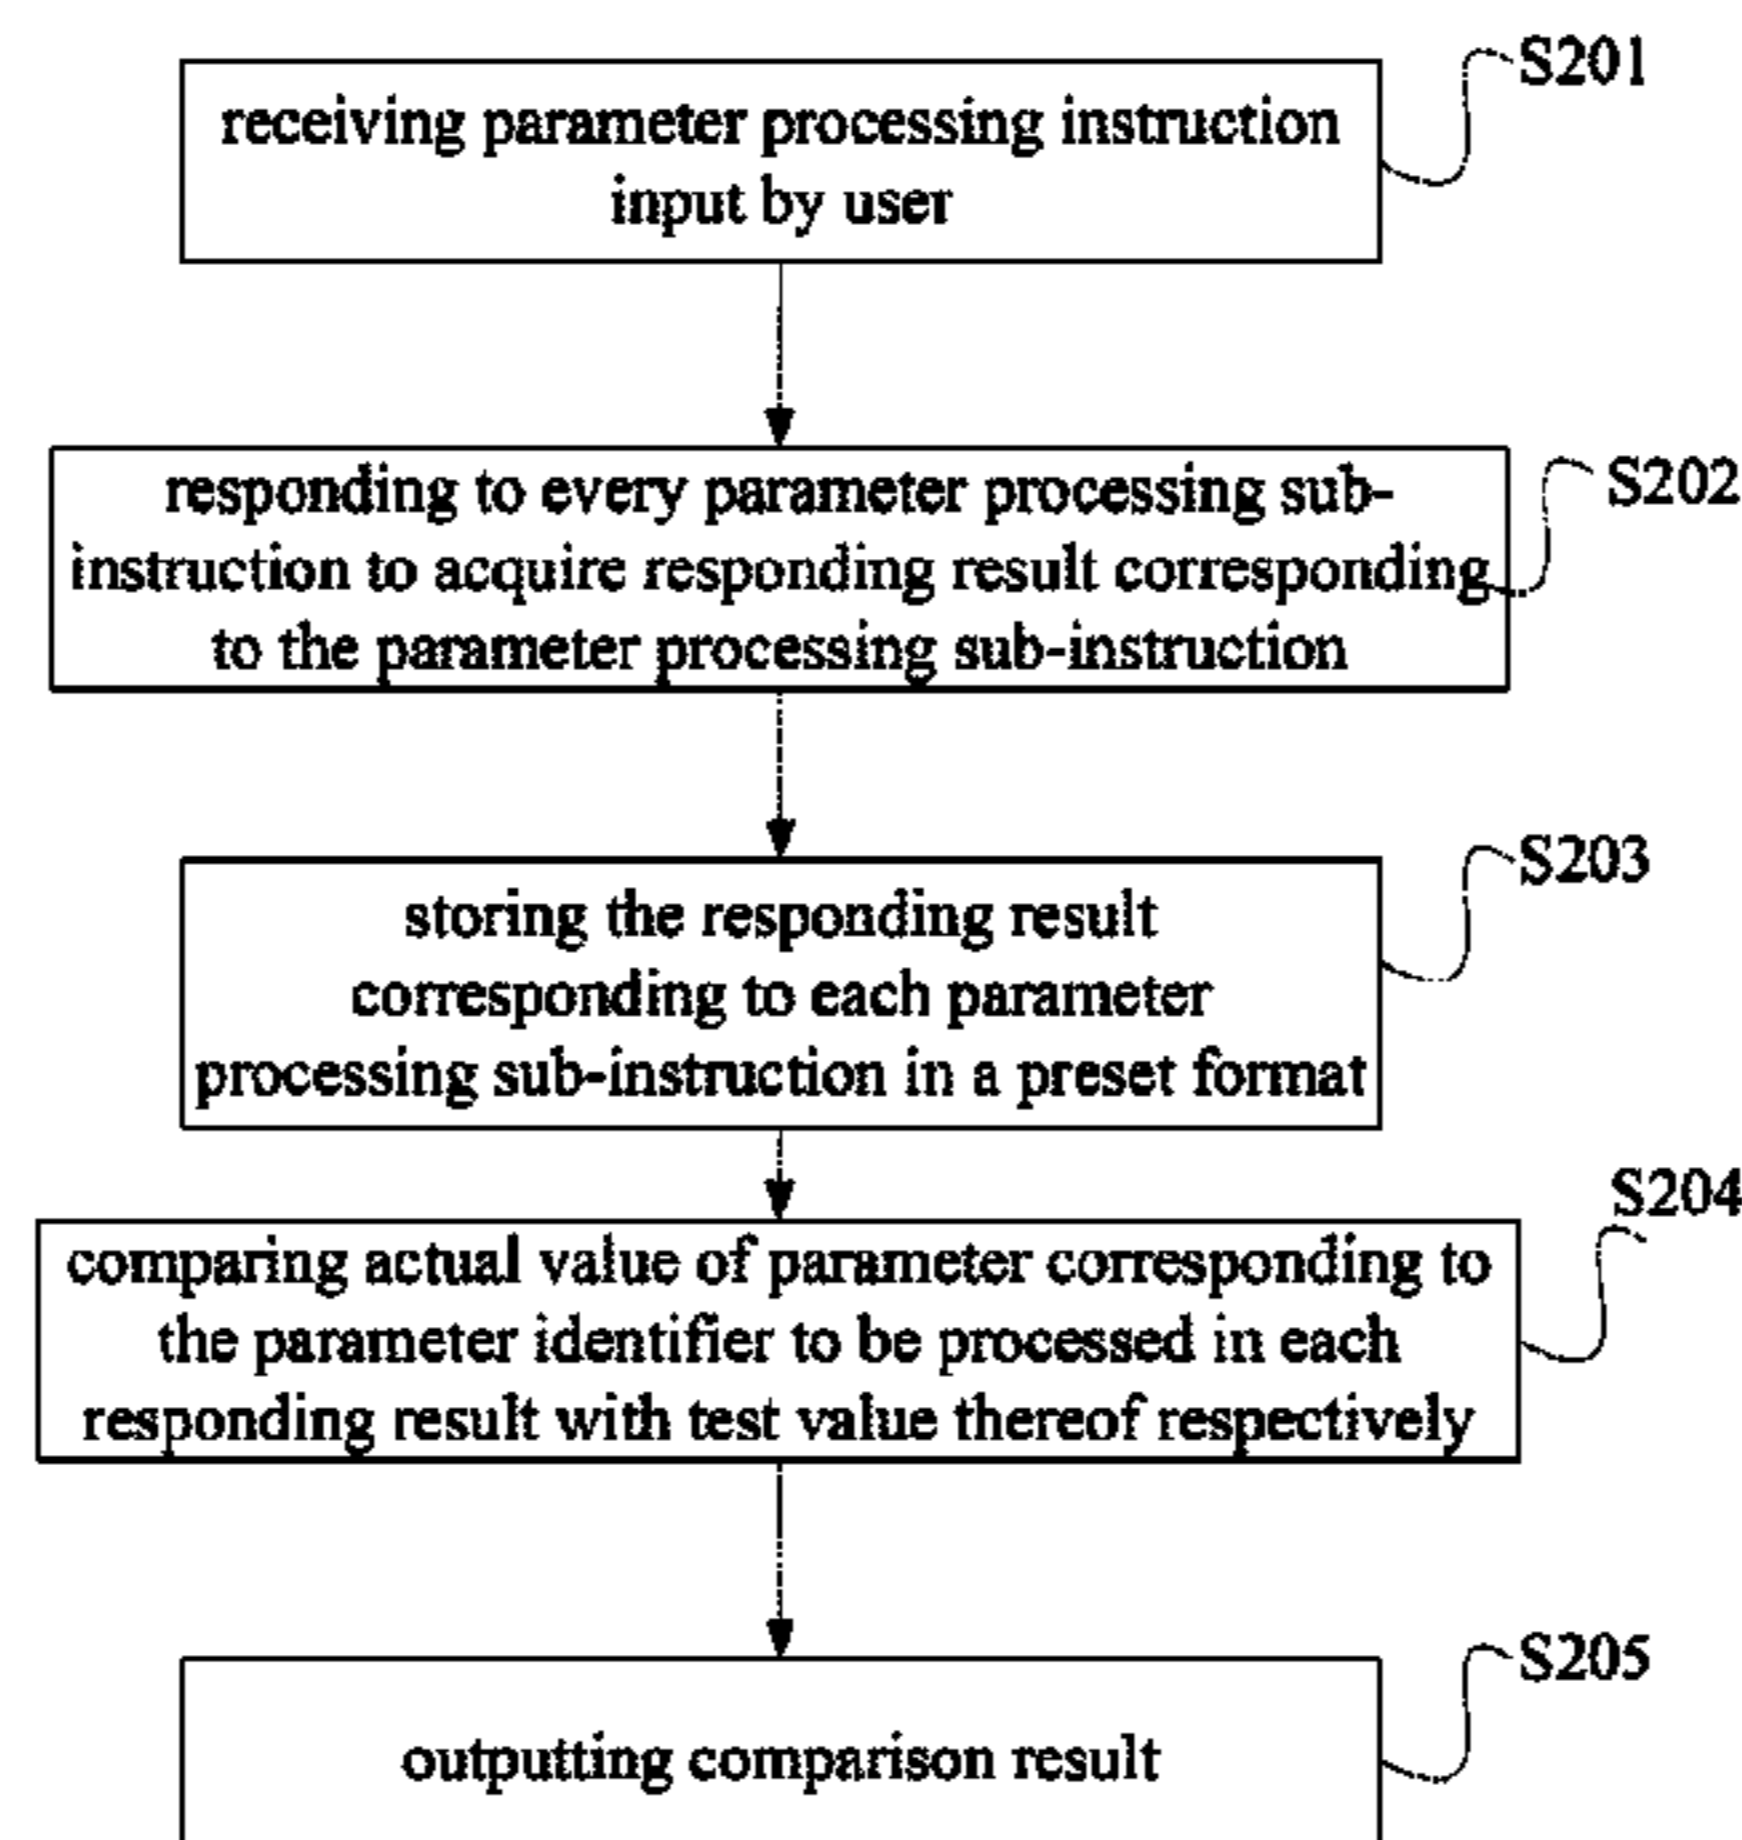 S201
receiving parameter processing instruction
input by user
S202
responding to every parameter processing sub-
instruction to acquire responding result corresponding
to the parameter processing sub-instruction
S203
storing the responding result
corresponding to each parameter
processing sub-instruction in a preset format
S204
comparing actual value of parameter corresponding to
the parameter identifier to be processed in each
responding result with test value thereof respectively
S205
outputting comparison result